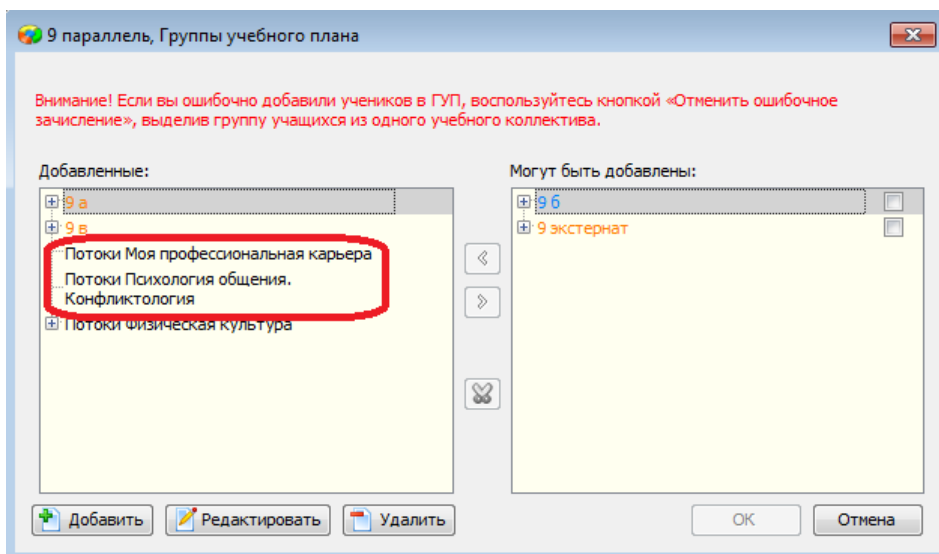 9 параллель, Группы учебного плана
Внимание! Если вы ошибочно добавили учеников в ГУП, воспользуйтесь кнопкой «Отменить ошибочное
зачисление», выделив группу учащихся из одного учебного коллектива.
Добавленные:
9 а
9 в
Потоки Моя профессиональная карьера
Потоки Психология общения.
Конфликтология
Потоки Физическая культура
Могут быть добавлены:
9 б
9 экстернат
Добавить
Редактировать
Удалить
ОК
Отмена